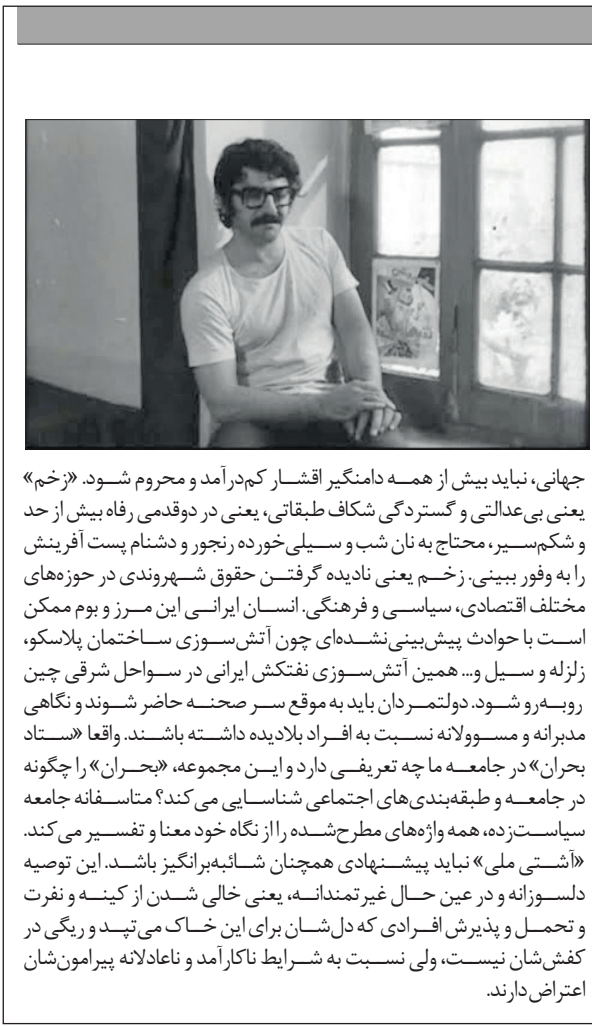 جهانی، نباید بیش از همه دامنگیر اقشار کم‌درآمد و محروم شود. «زخم»
یعنی بی‌عدالتی و گستردگی شکاف طبقاتی، یعنی در دوقدمی رفاه بیش از حد
و شکم‌سیر، محتاج به نان شب و سیلی‌خورده رنجور و دشنام پست آفرینش
را به وفور ببینی. زخم یعنی نادیده گرفتن حقوق شهروندی در حوزه‌های
مختلف اقتصادی، سیاسی و فرهنگی. انسان ایرانی این مرز و بوم ممکن
است با حوادث پیش‌بینی‌نشده‌ای چون آتش‌سوزی ساختمان پلاسکو،
زلزله و سیل و... همین آتش‌سوزی نفتکش ایرانی در سواحل شرقی چین
روبه‌رو شود. دولتمردان باید به موقع سر صحنه حاضر شوند و نگاهی
مدبرانه و مسوولانه نسبت به افراد بلادیده داشته باشند. واقعا «ستاد
بحران» در جامعه ما چه تعریفی دارد و این مجموعه، «بحران» را چگونه
در جامعه و طبقه‌بندی‌های اجتماعی شناسایی می‌کند؟ متاسفانه جامعه
سیاست‌زده، همه واژه‌های مطرح‌شده را از نگاه خود معنا و تفسیر می‌کند.
«آشتی ملی» نباید پیشنهادی همچنان شائبه‌برانگیز باشد. این توصیه
دلسوزانه و در عین حال غیرتمندانه، یعنی خالی شدن از کینه و نفرت
و تحمل و پذیرش افرادی که دل‌شان برای این خاک می‌تپد و ریگی در
کفش‌شان نیست، ولی نسبت به شرایط ناکارآمد و ناعادلانه پیرامون‌شان
اعتراض دارند.